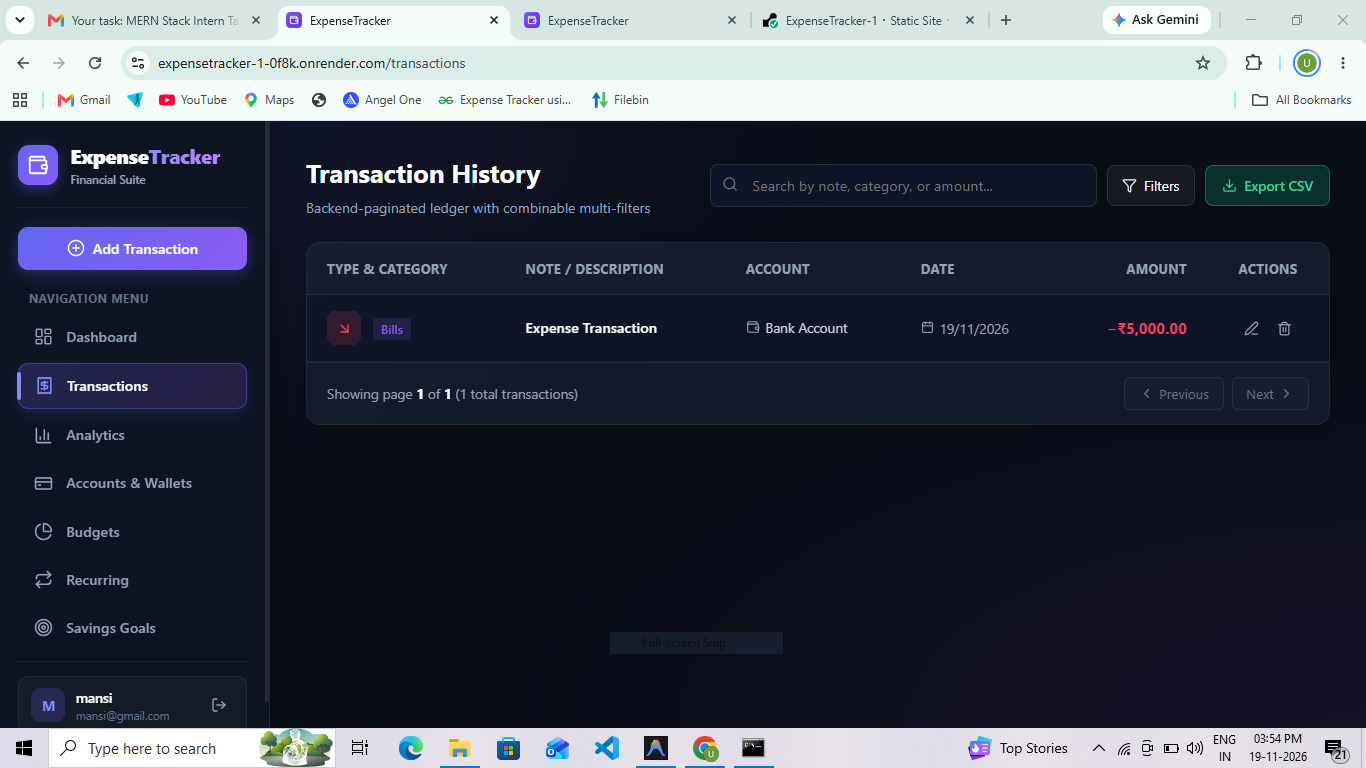 Your task: MERN Stack Intern Ta
ExpenseTracker
ExpenseTracker
ExpenseTracker-1 · Static Site ·
Ask Gemini
expensetracker-1-0f8k.onrender.com/transactions
U
Gmail
YouTube
Maps
Angel One
Expense Tracker usi...
Filebin
All Bookmarks
ExpenseTracker
Financial Suite
Add Transaction
NAVIGATION MENU
Dashboard
Transactions
Analytics
Accounts & Wallets
Budgets
Recurring
Savings Goals
M
mansi
mansi@gmail.com
Transaction History
Backend-paginated ledger with combinable multi-filters
Search by note, category, or amount...
Filters
Export CSV
TYPE & CATEGORY NOTE / DESCRIPTION ACCOUNT DATE AMOUNT ACTIONS
Bills Expense Transaction Bank Account 19/11/2026 −₹5,000.00
Showing page 1 of 1 (1 total transactions)
Previous
Next
Full-screen Snip
Type here to search
U
Top Stories
ENG
IN
03:54 PM
19-11-2026
21